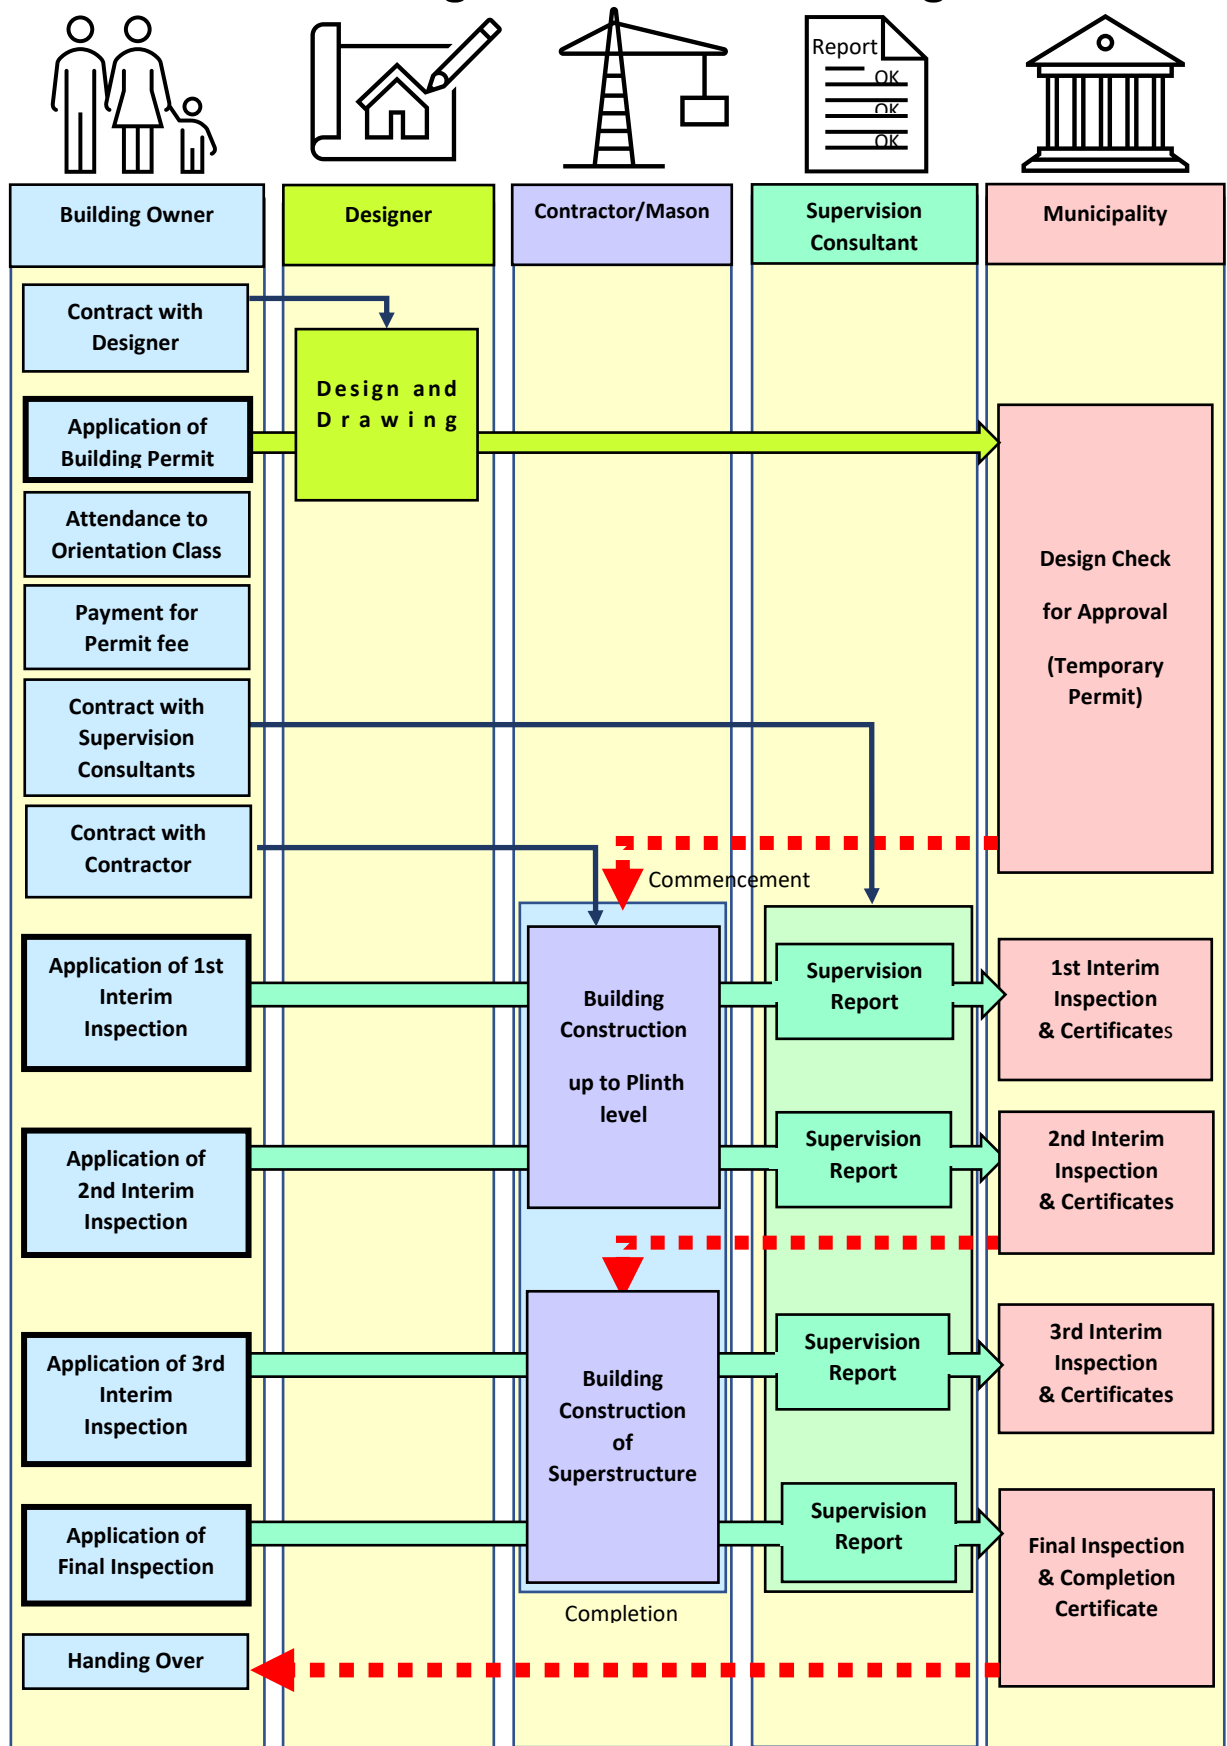 Report
OK
OK
OK
Building Owner
Designer
Contractor/Mason
Supervision
Consultant
Municipality
Contract with
Designer
Design and
Drawing
Application of
Building Permit
Attendance to
Orientation Class
Payment for
Permit fee
Design Check
for Approval
(Temporary
Permit)
Contract with
Supervision
Consultants
Contract with
Contractor
Commencement
Application of 1st
Interim
Inspection
Building
Construction
up to Plinth
level
Supervision
Report
1st Interim
Inspection
& Certificates
Application of
2nd Interim
Inspection
Supervision
Report
2nd Interim
Inspection
& Certificates
Application of 3rd
Interim
Inspection
Building
Construction
of
Superstructure
Supervision
Report
3rd Interim
Inspection
& Certificates
Application of
Final Inspection
Supervision
Report
Final Inspection
& Completion
Certificate
Completion
Handing Over